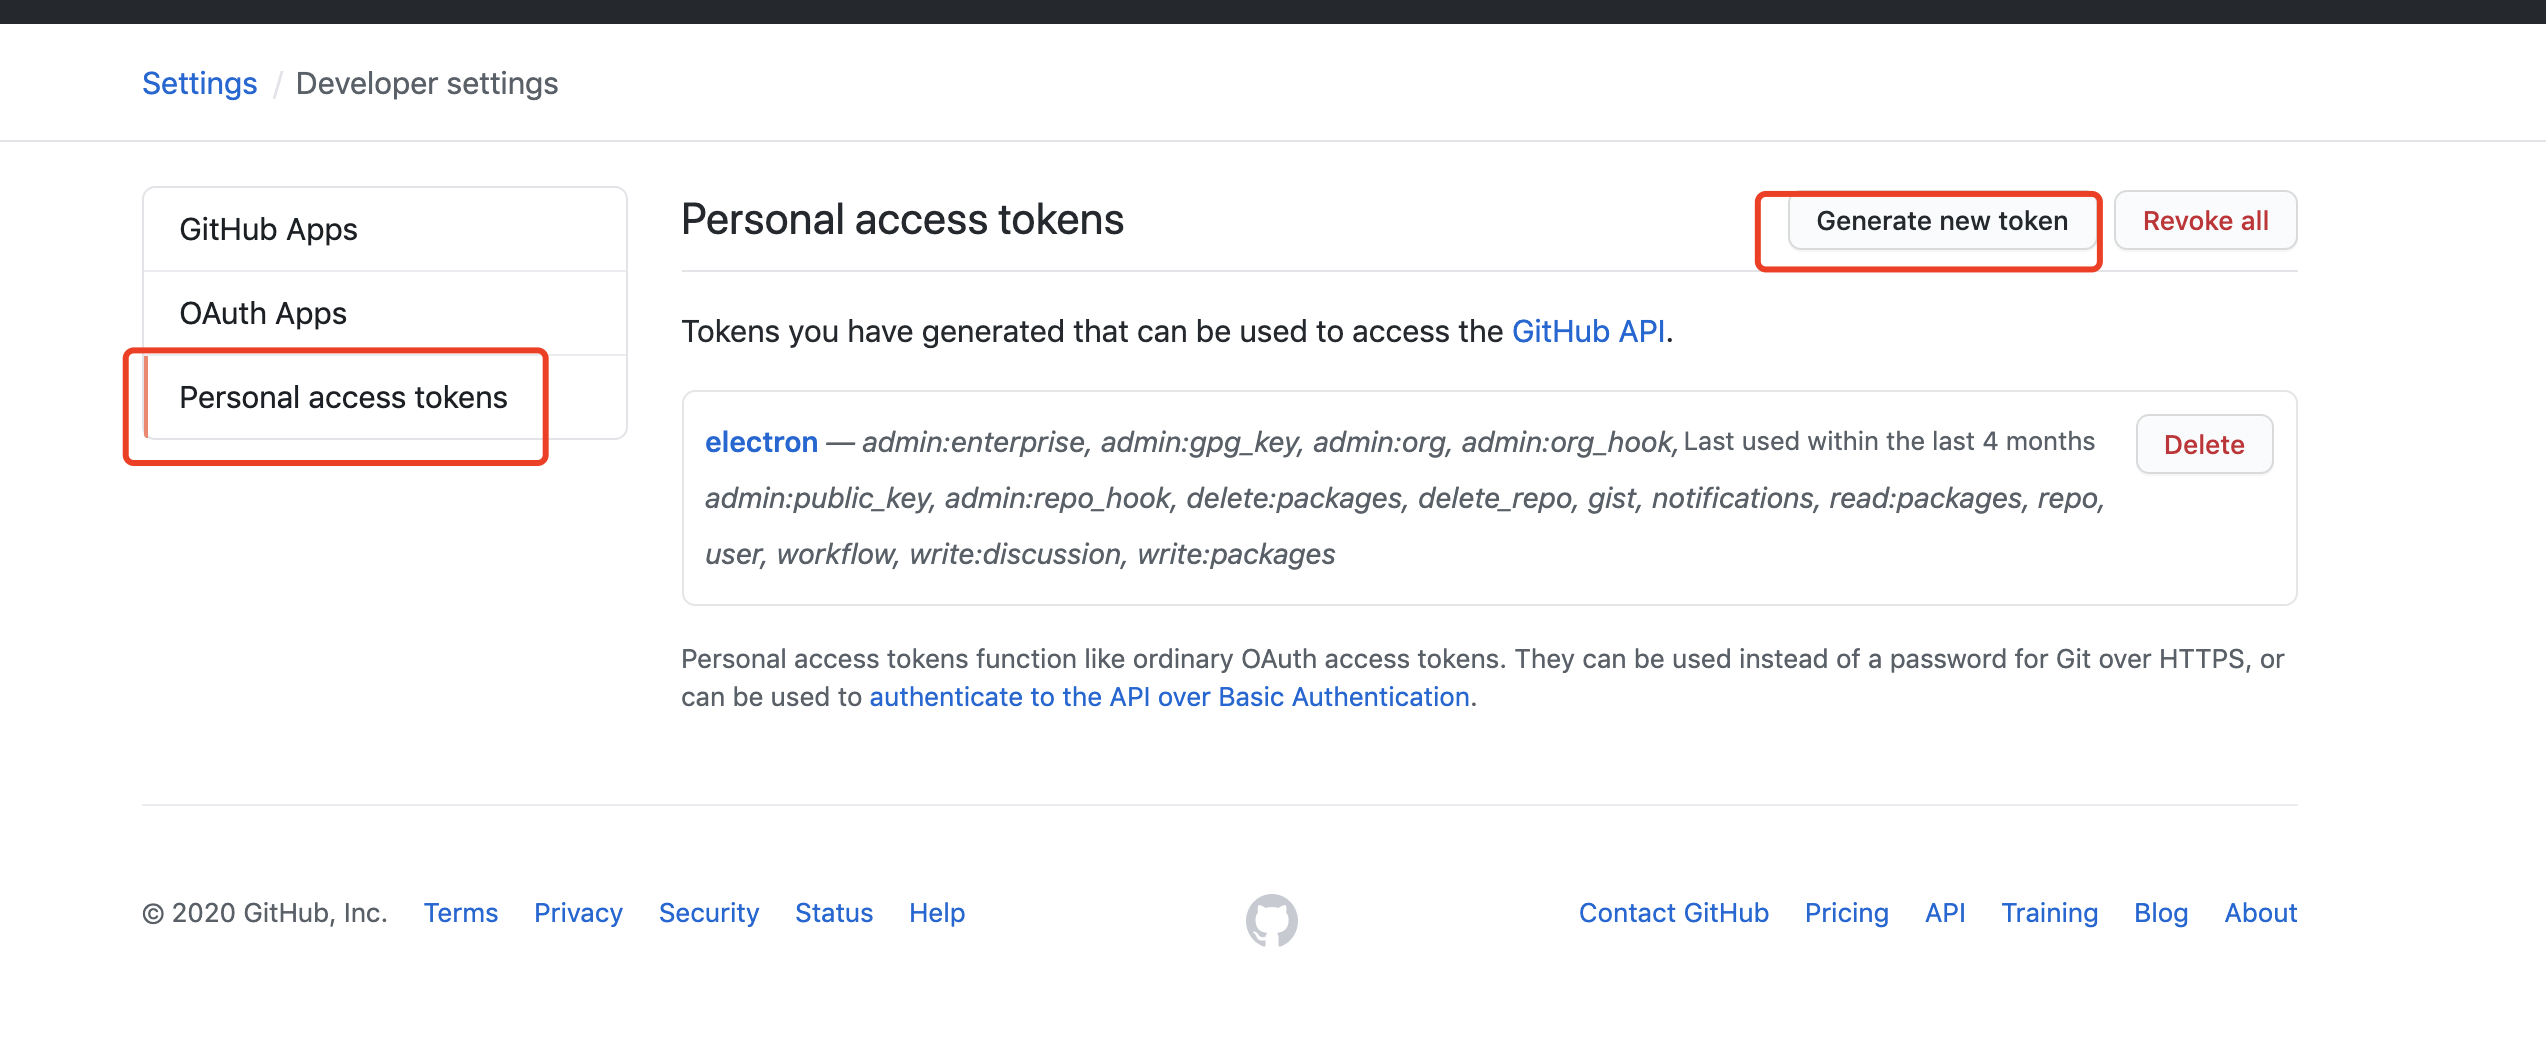 Settings / Developer settings
GitHub Apps
OAuth Apps
Personal access tokens
Personal access tokens
Generate new token
Revoke all
Tokens you have generated that can be used to access the GitHub API.
electron — admin:enterprise, admin:gpg_key, admin:org, admin:org_hook, Last used within the last 4 months
Delete
admin:public_key, admin:repo_hook, delete:packages, delete_repo, gist, notifications, read:packages, repo,
user, workflow, write:discussion, write:packages
Personal access tokens function like ordinary OAuth access tokens. They can be used instead of a password for Git over HTTPS, or
can be used to authenticate to the API over Basic Authentication.
© 2020 GitHub, Inc. Terms Privacy Security Status Help
Contact GitHub Pricing API Training Blog About